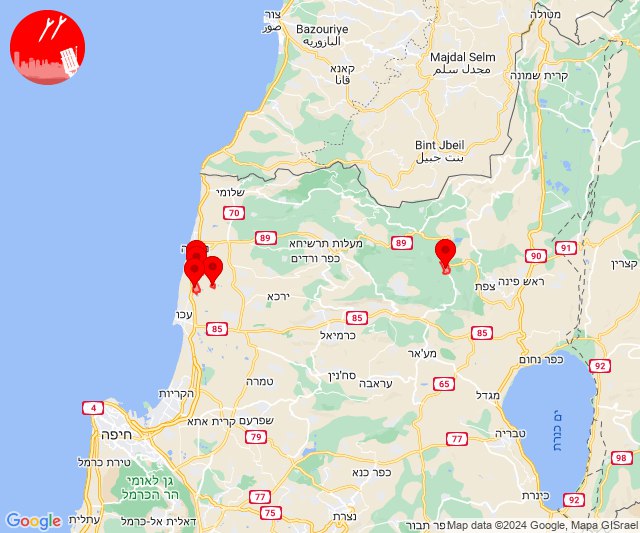 צור
صور
Bazouriye
البازورية
מטולה
Majdal Selm
مجدل سلم
קאנא
قانا
קרית שמונה
Bint Jbeil
بنت جبيل
שלומי
70
89
מעלות תרשיחא
89
91
90
כפר ורדים
קצרין
ראש פינה
צפת
ירכא
עכו
85
85
85
כרמיאל
מע'אר
כפר נחום
92
סח'נין
טמרה
עראבה
65
מגדל
הקריות
4
שפרעם
קרית אתא
חיפה
79
77
טבריה
ים כנרת
98
טירת כרמל
גן לאומי
הר הכרמל
כפר כנא
77
כינרת
92
75
עתלית
דאלית אל-כרמל
נצרת
פר תבור
Google
Map data ©2024 Google, Mapa GISrael